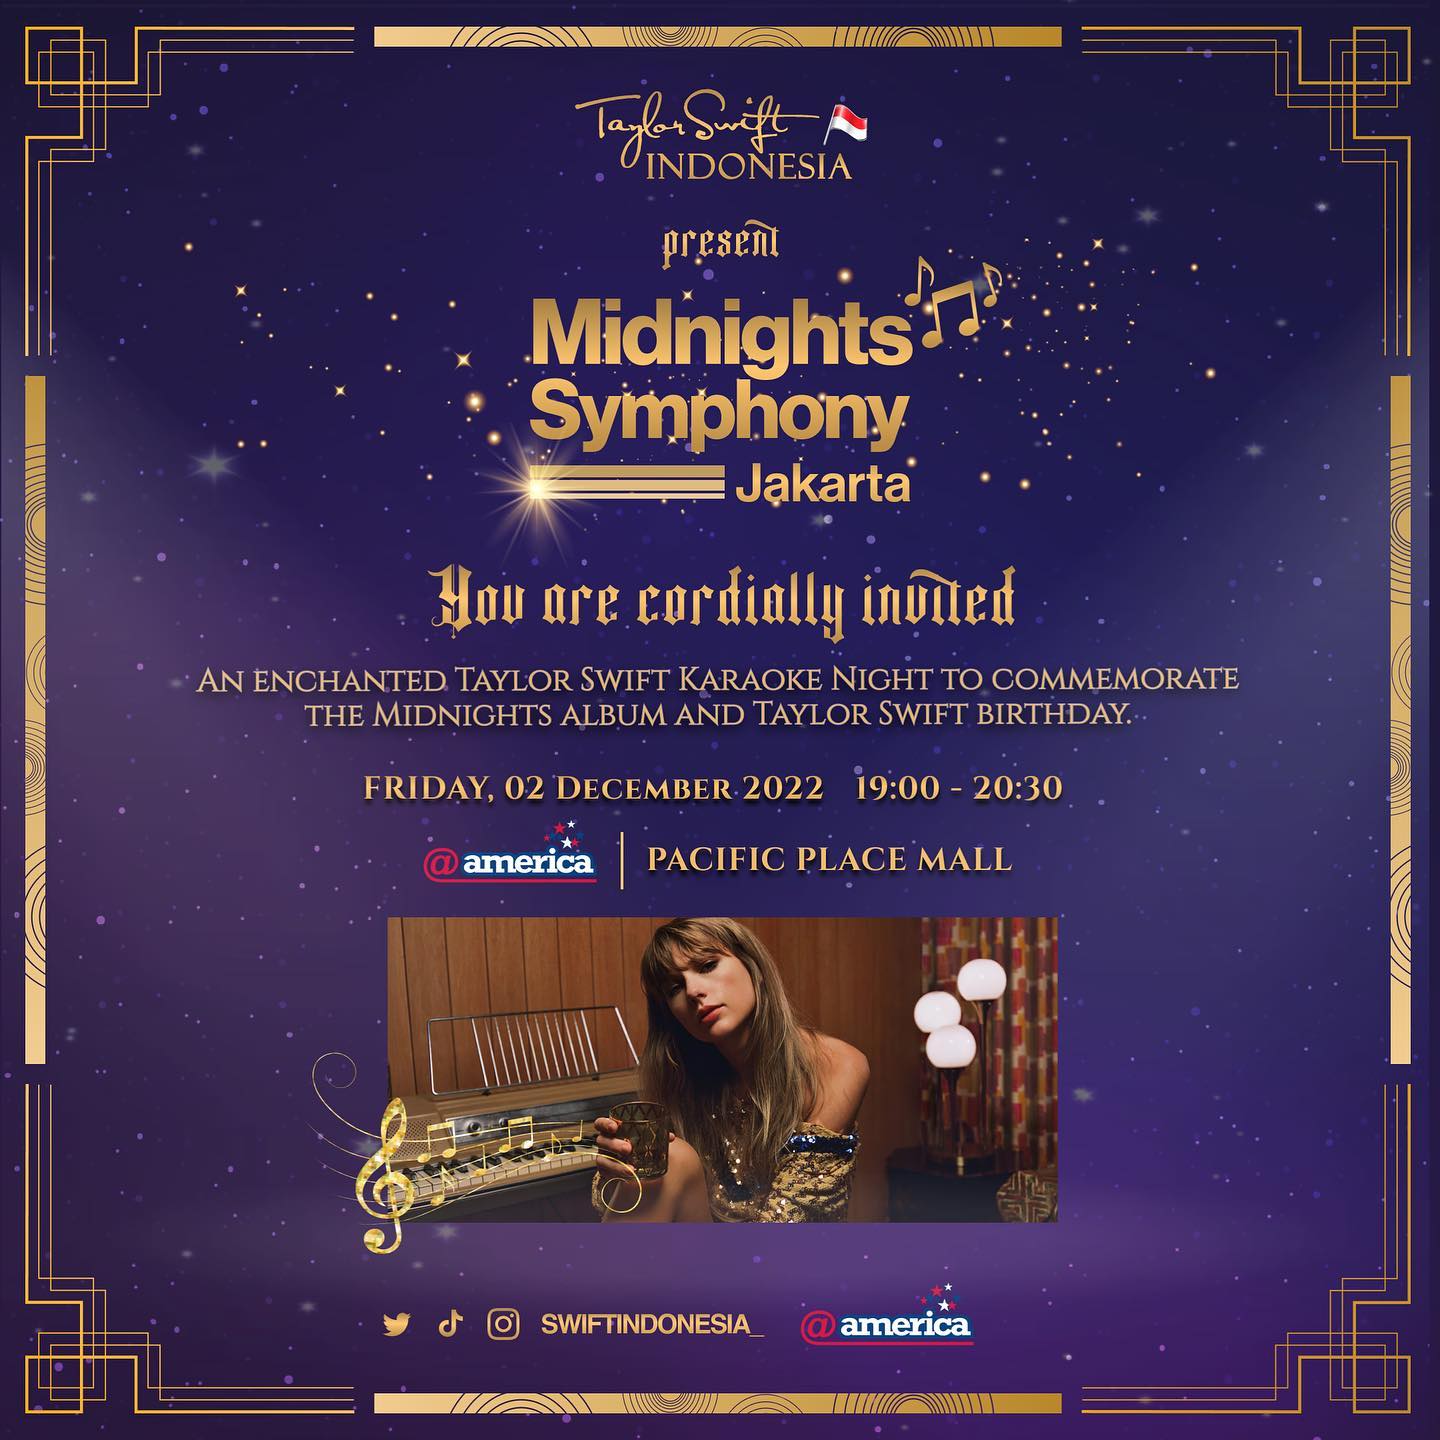 Taylor Swift
INDONESIA
present
Midnights
Symphony
Jakarta
You are cordially invited
An enchanted Taylor Swift Karaoke Night to commemorate
the Midnights album and Taylor Swift birthday.
FRIDAY, 02 December 2022 19:00 - 20:30
@america | PACIFIC PLACE MALL
SWIFTINDONESIA_ @america